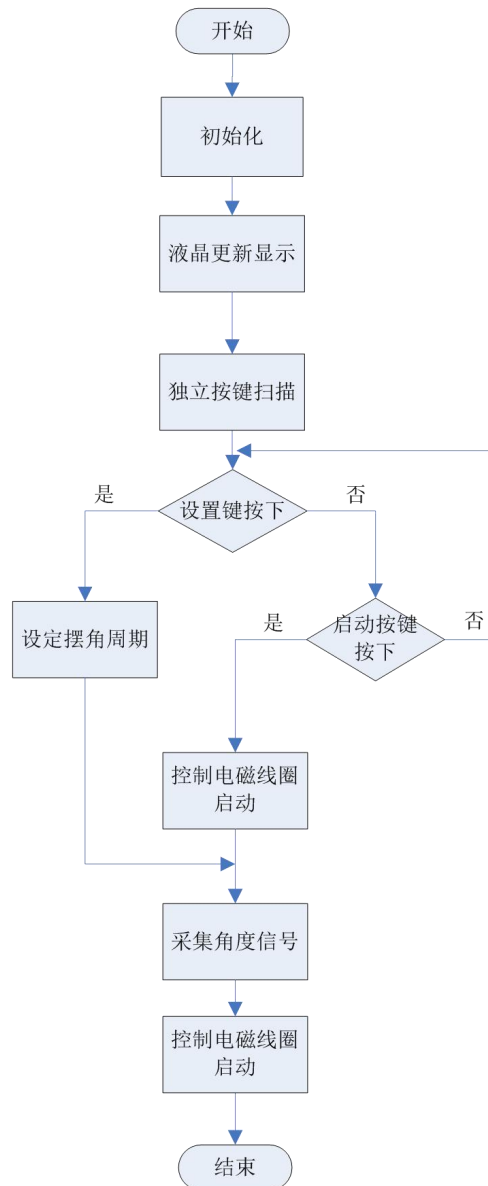 开始
初始化
液晶更新显示
独立按键扫描
设置键按下
是
否
设定摆角周期
启动按键
按下
是
否
控制电磁线圈
启动
采集角度信号
控制电磁线圈
启动
结束